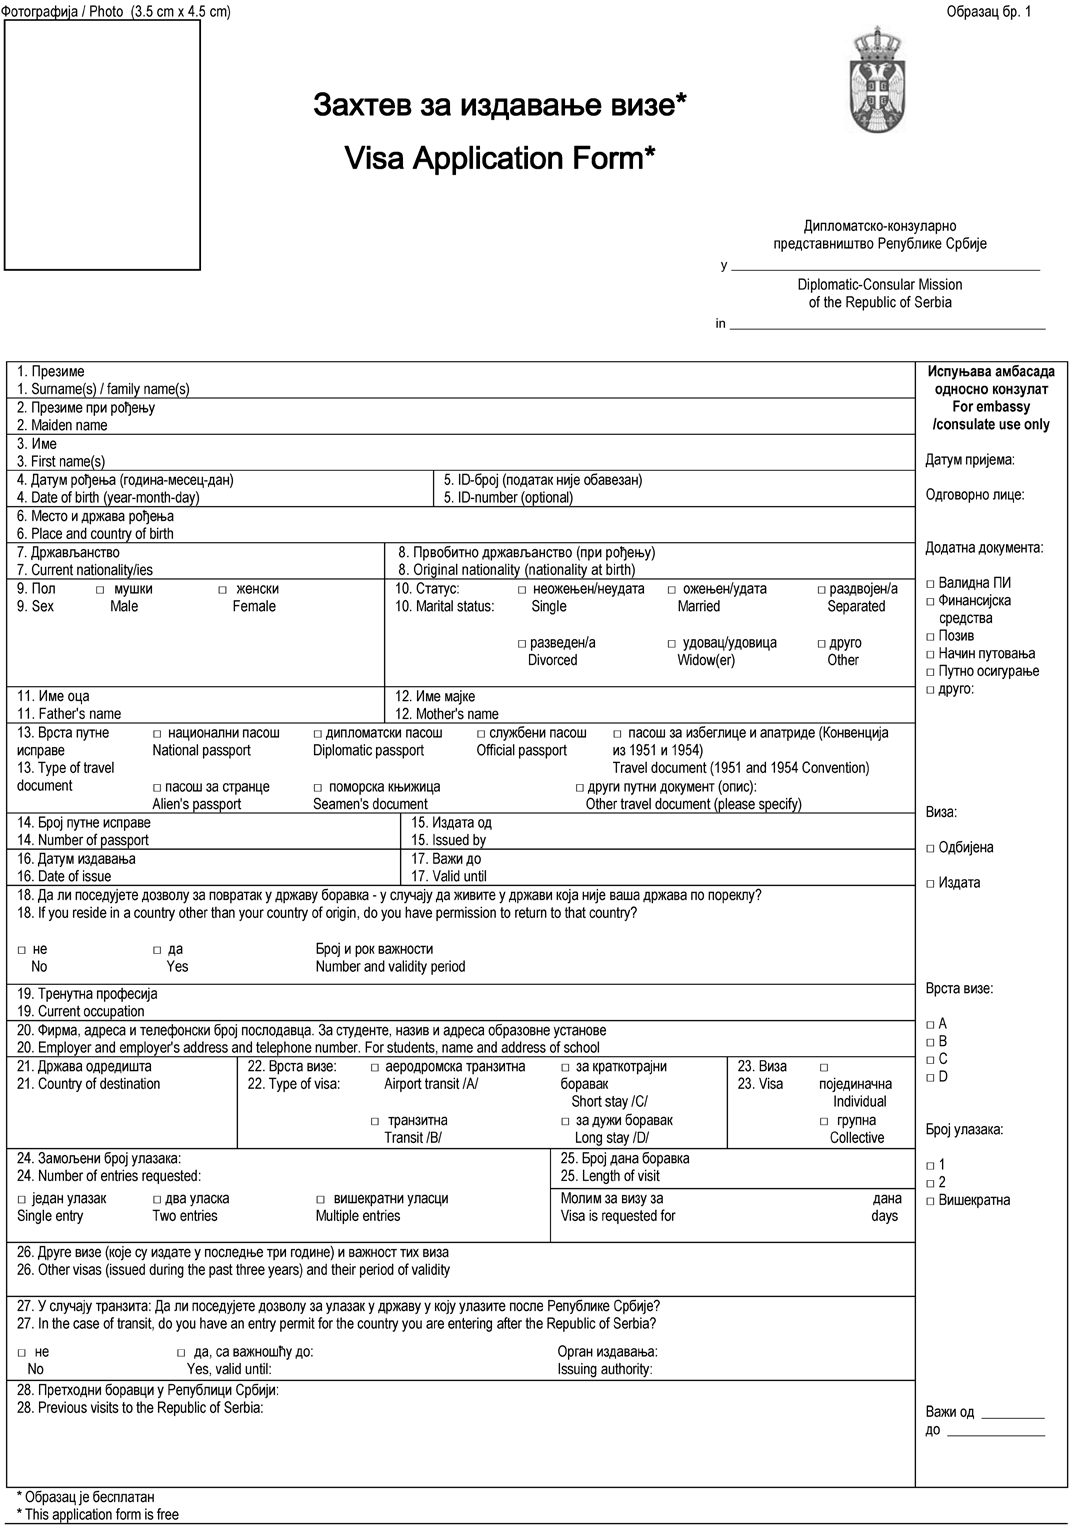 Фотографија / Photo (3.5 cm x 4.5 cm)
Образац бр. 1
Захтев за издавање визе*
Visa Application Form*
Дипломатско-конзуларно
представништво Републике Србије
у
Diplomatic-Consular Mission
of the Republic of Serbia
in
1. Презиме
1. Surname(s) / family name(s)
2. Презиме при рођењу
2. Maiden name
3. Име
3. First name(s)
4. Датум рођења (година-месец-дан)
4. Date of birth (year-month-day)
5. ID-број (податак није обавезан)
5. ID-number (optional)
6. Место и држава рођења
6. Place and country of birth
7. Држављанство
7. Current nationality/ies
8. Првобитно држављанство (при рођењу)
8. Original nationality (nationality at birth)
9. Пол □ мушки □ женски
9. Sex Male Female
10. Статус: □ неожењен/неудата □ ожењен/удата □ раздвојен/а
10. Marital status: Single Married Separated
□ разведен/а □ удовац/удовица □ друго
Divorced Widow(er) Other
11. Име оца
11. Father's name
12. Име мајке
12. Mother's name
13. Врста путне □ национални пасош □ дипломатски пасош □ службени пасош □ пасош за избеглице и апатриде (Конвенција
исправе National passport Diplomatic passport Official passport из 1951 и 1954)
13. Type of travel Travel document (1951 and 1954 Convention)
document □ пасош за странце □ поморска књижица □ други путни документ (опис):
Alien's passport Seamen's document Other travel document (please specify)
14. Број путне исправе
14. Number of passport
15. Издата од
15. Issued by
16. Датум издавања
16. Date of issue
17. Важи до
17. Valid until
18. Да ли поседујете дозволу за повратак у државу боравка - у случају да живите у држави која није ваша држава по пореклу?
18. If you reside in a country other than your country of origin, do you have permission to return to that country?
□ не □ да Број и рок важности
No Yes Number and validity period
19. Тренутна професија
19. Current occupation
20. Фирма, адреса и телефонски број послодавца. За студенте, назив и адреса образовне установе
20. Employer and employer's address and telephone number. For students, name and address of school
21. Држава одредишта
21. Country of destination
22. Врста визе: □ аеродромска транзитна □ за краткотрајни
22. Type of visa: Airport transit /A/ боравак
Short stay /C/
□ транзитна □ за дужи боравак
Transit /B/ Long stay /D/
23. Виза □
23. Visa појединачна
Individual
□ групна
Collective
24. Замољени број улазака:
24. Number of entries requested:
□ један улазак □ два уласка □ вишекратни уласци
Single entry Two entries Multiple entries
25. Број дана боравка
25. Length of visit
Молим за визу за дана
Visa is requested for days
26. Друге визе (које су издате у последње три године) и важност тих виза
26. Other visas (issued during the past three years) and their period of validity
27. У случају транзита: Да ли поседујете дозволу за улазак у државу у коју улазите после Републике Србије?
27. In the case of transit, do you have an entry permit for the country you are entering after the Republic of Serbia?
□ не □ да, са важношћу до: Орган издавања:
No Yes, valid until: Issuing authority:
28. Претходни боравци у Републици Србији:
28. Previous visits to the Republic of Serbia:
Испуњава амбасада
односно конзулат
For embassy
/consulate use only
Датум пријема:
Одговорно лице:
Додатна документа:
□ Валидна ПИ
□ Финансијска
средства
□ Позив
□ Начин путовања
□ Путно осигурање
□ друго:
Виза:
□ Одбијена
□ Издата
Врста визе:
□ A
□ B
□ C
□ D
Број улазака:
□ 1
□ 2
□ Вишекратна
Важи од
до
* Образац је бесплатан
* This application form is free